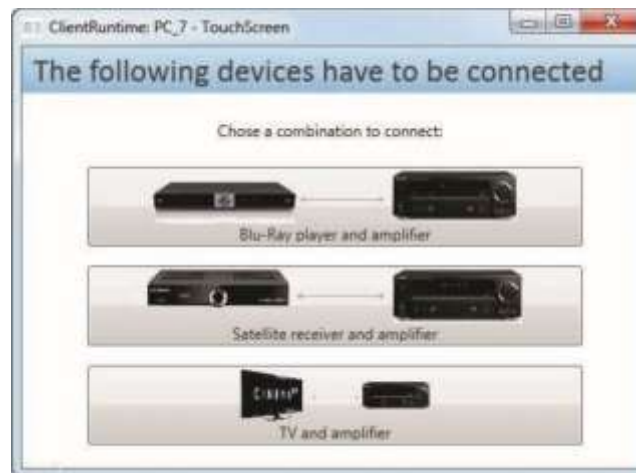 ClientRuntime: PC_7 - TouchScreen
The following devices have to be connected
Chose a combination to connect:
Blu-Ray player and amplifier
Satellite receiver and amplifier
TV and amplifier